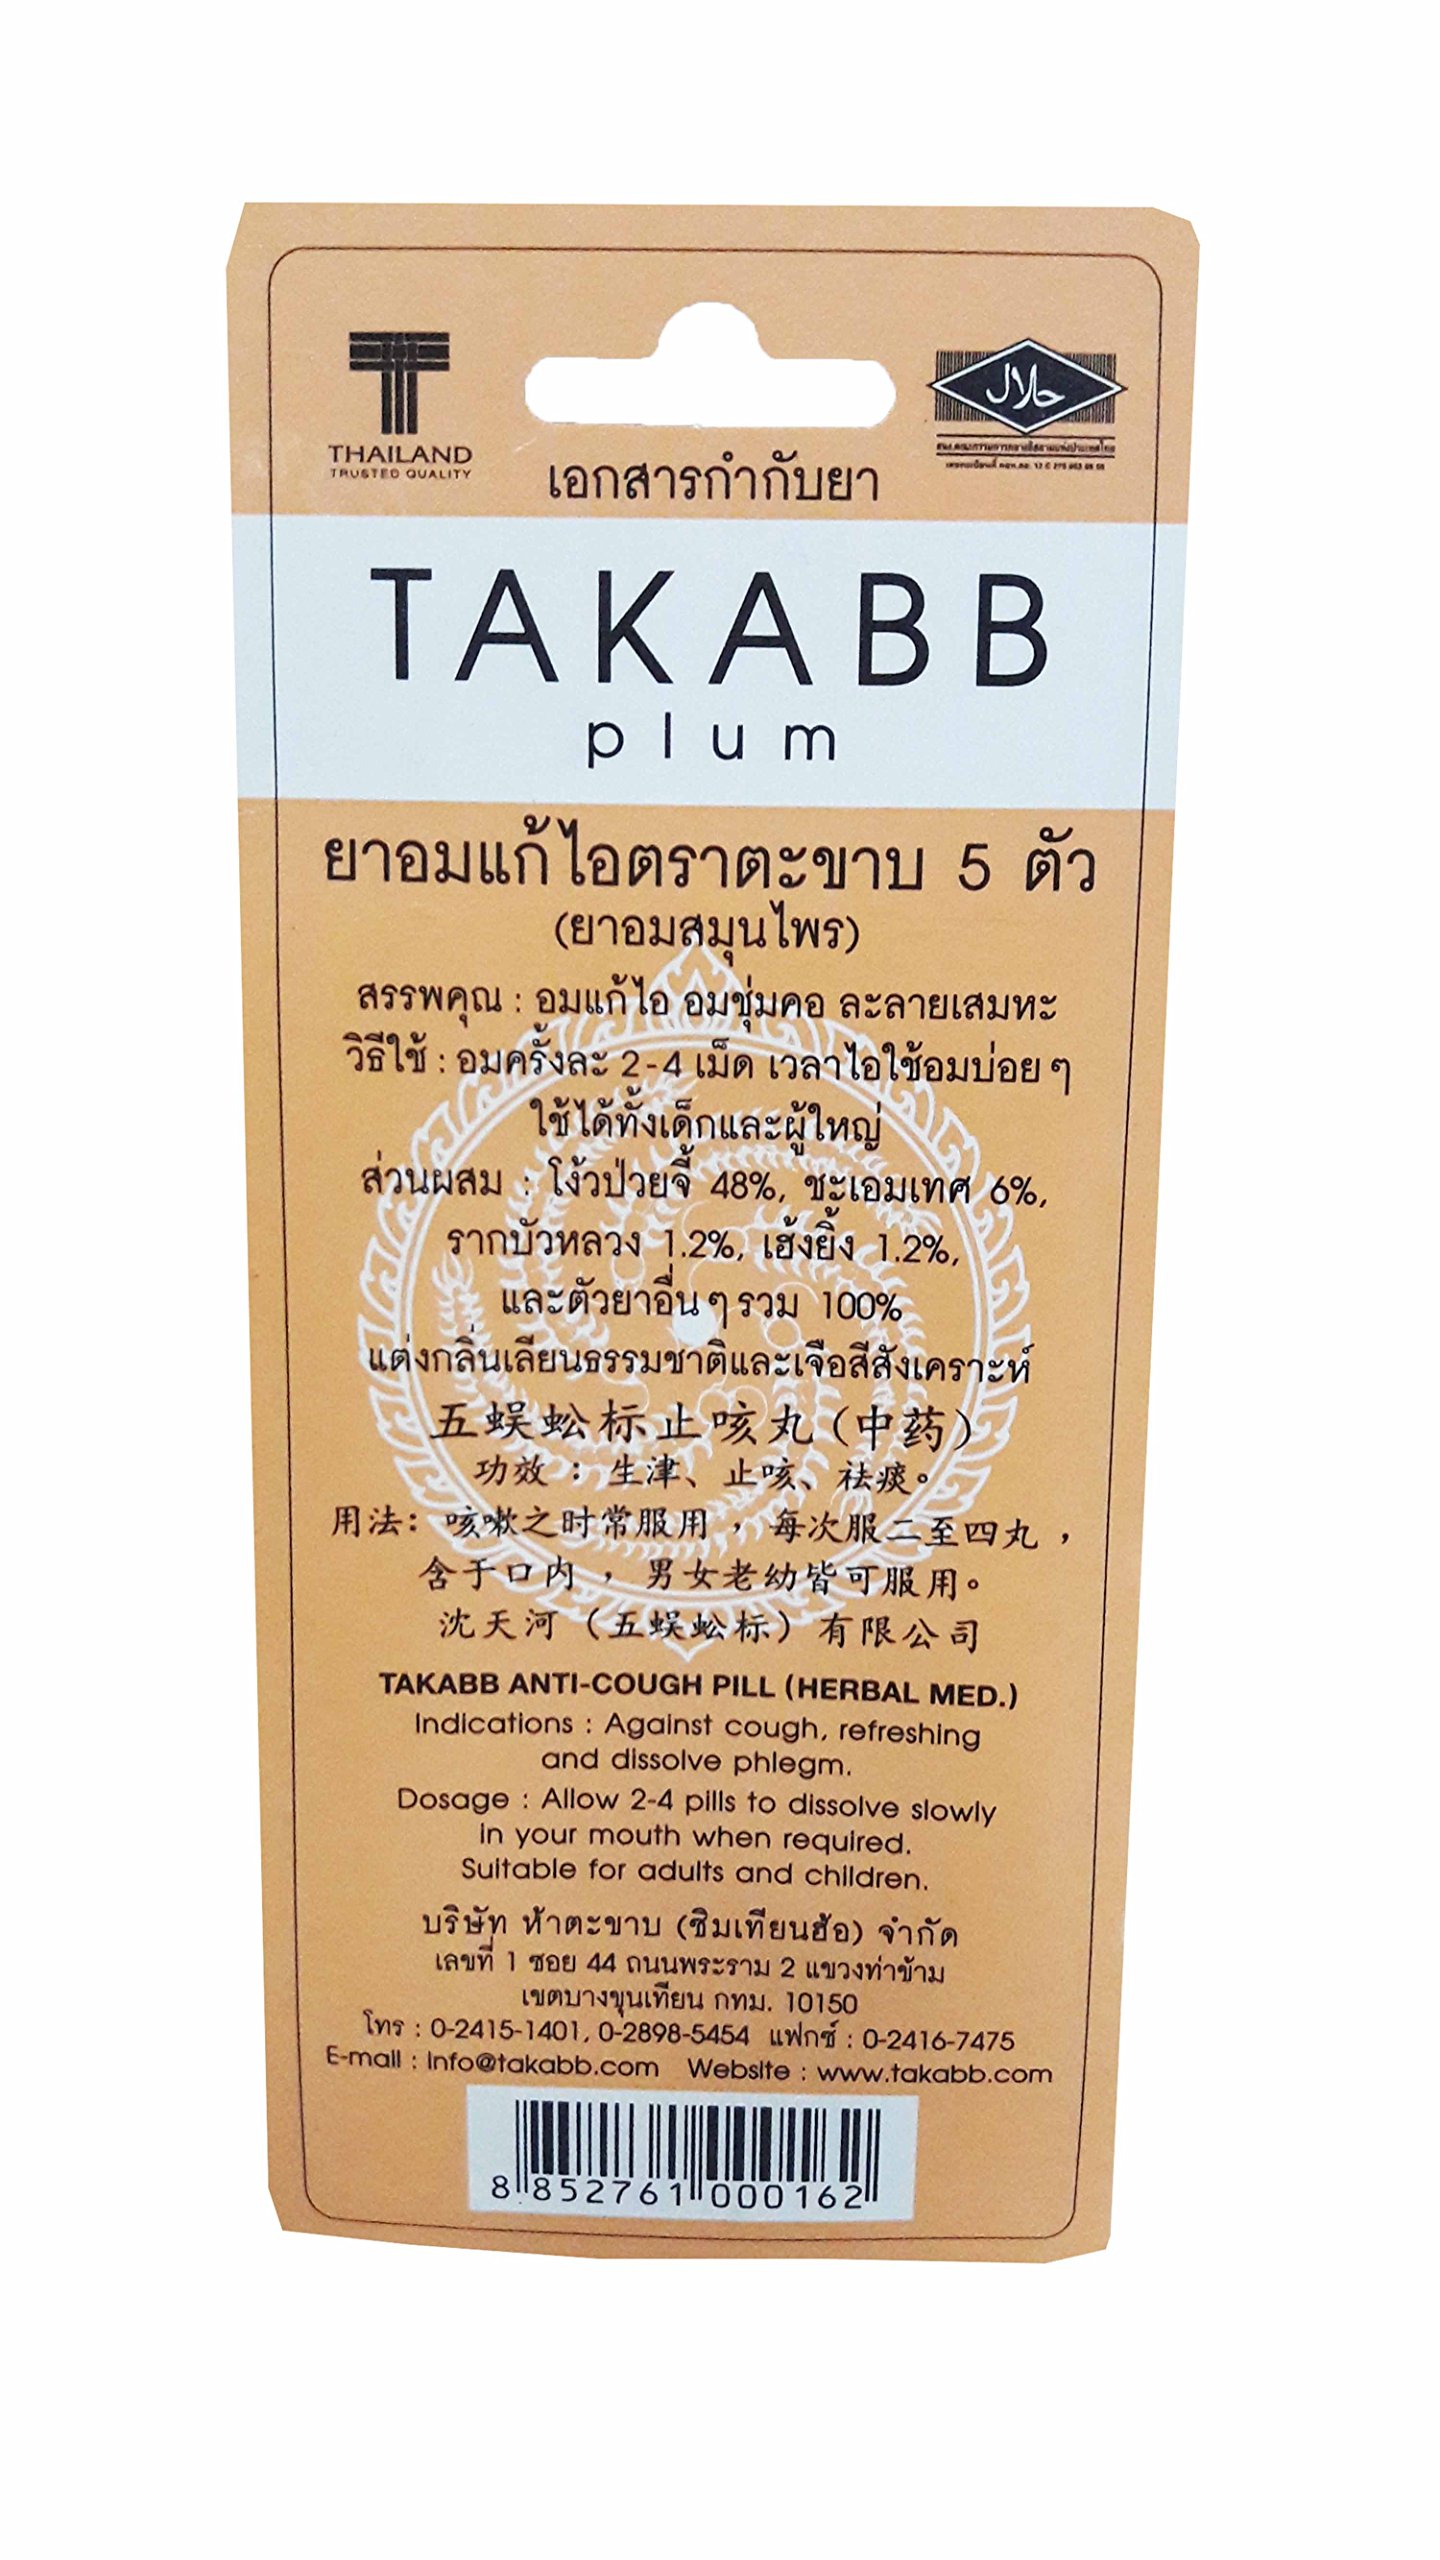 THAILAND
TRUSTED QUALITY
حلال
เอกสารกำกับยา
TAKABB
plum
ยาอมแก้ไอตราตะขาบ 5 ตัว
(ยาอมสมุนไพร)
สรรพคุณ : อมแก้ไอ อมชุ่มคอ ละลายเสมหะ
วิธีใช้ : อมครั้งละ 2-4 เม็ด เวลาไอใช้อมบ่อยๆ
ใช้ได้ทั้งเด็กและผู้ใหญ่
ส่วนผสม : โง้วป่วยจี้ 48%, ชะเอมเทศ 6%,
รากบัวหลวง 1.2%, เฮ้งยิ้ง 1.2%,
และตัวยาอื่นๆรวม 100%
แต่งกลิ่นเลียนธรรมชาติและเจือสีสังเคราะห์
五蜈蚣标止咳丸(中药)
功效：生津、止咳、祛痰。
用法：咳嗽之时常服用，每次服二至四丸，
含于口内，男女老幼皆可服用。
沈天河（五蜈蚣标）有限公司
TAKABB ANTI-COUGH PILL (HERBAL MED.)
Indications : Against cough, refreshing
and dissolve phlegm.
Dosage : Allow 2-4 pills to dissolve slowly
in your mouth when required.
Suitable for adults and children.
บริษัท ห้าตะขาบ (ซิมเทียนฮ้อ) จำกัด
เลขที่ 1 ซอย 44 ถนนพระราม 2 แขวงท่าข้าม
เขตบางขุนเทียน กทม. 10150
โทร : 0-2415-1401, 0-2898-5454 แฟกซ์ : 0-2416-7475
E-mail : info@takabb.com Website : www.takabb.com
8 852761 000162